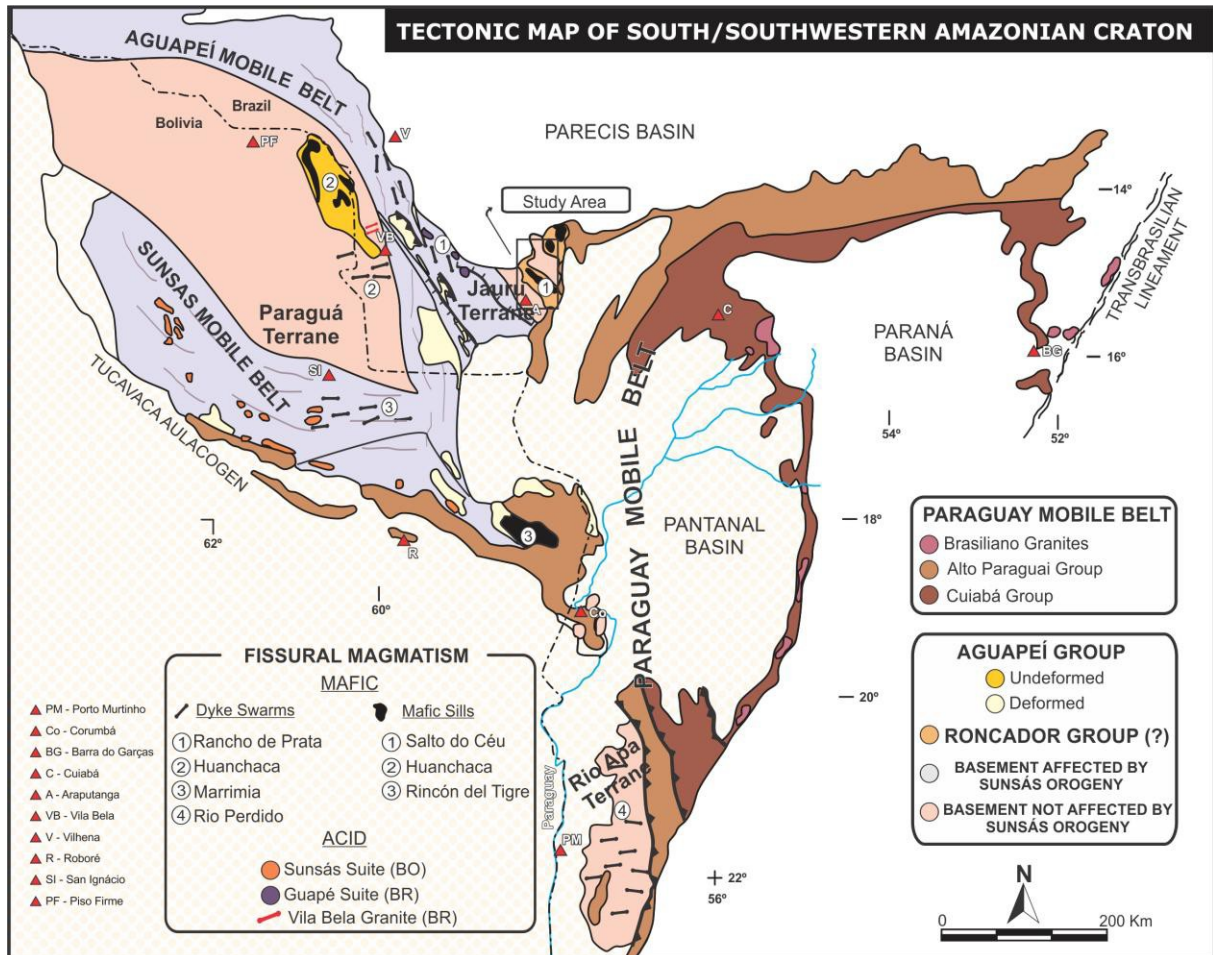 TECTONIC MAP OF SOUTH/SOUTHWESTERN AMAZONIAN CRATON
AGUAPEÍ MOBILE BELT
Brazil
Bolivia
PF
V
PARECIS BASIN
Study Area
14º
2
VB
1
2
SUNSAS MOBILE BELT
Paraguá
Terrane
Jauru
Terrane
1
A
C
PARANÁ
BASIN
TRANSBRASILIAN
LINEAMENT
BG
16º
SI
3
TUCAVACA AULACOGEN
54º
52º
PARAGUAY MOBILE BELT
62º
R
3
PANTANAL
BASIN
18º
60º
Co
20º
Rio Apa
Terrane
4
Paraguay
PM
22º
56º
PARAGUAY MOBILE BELT
Brasiliano Granites
Alto Paraguai Group
Cuiabá Group
AGUAPEÍ GROUP
Undeformed
Deformed
RONCADOR GROUP (?)
BASEMENT AFFECTED BY
SUNSÁS OROGENY
BASEMENT NOT AFFECTED BY
SUNSÁS OROGENY
N
0
200 Km
FISSURAL MAGMATISM
MAFIC
Dyke Swarms
1 Rancho de Prata
2 Huanchaca
3 Marrimia
4 Rio Perdido
Mafic Sills
1 Salto do Céu
2 Huanchaca
3 Rincón del Tigre
ACID
Sunsás Suite (BO)
Guapé Suite (BR)
Vila Bela Granite (BR)
PM - Porto Murtinho
Co - Corumbá
BG - Barra do Garças
C - Cuiabá
A - Araputanga
VB - Vila Bela
V - Vilhena
R - Roboré
SI - San Ignácio
PF - Piso Firme